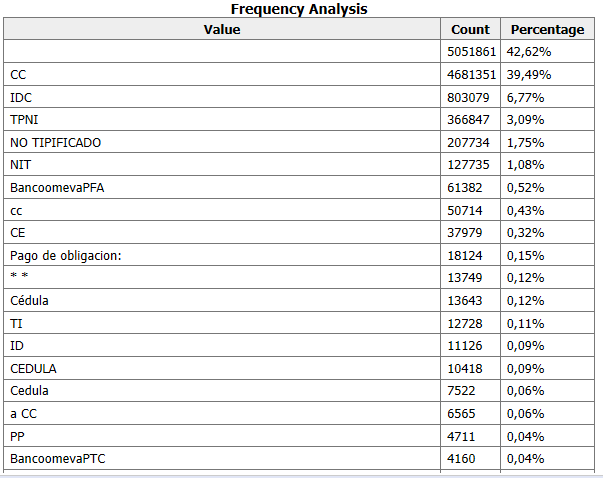 Frequency Analysis
Value Count Percentage
5051861 42,62%
CC 4681351 39,49%
IDC 803079 6,77%
TPNI 366847 3,09%
NO TIPIFICADO 207734 1,75%
NIT 127735 1,08%
BancoomevaPFA 61382 0,52%
cc 50714 0,43%
CE 37979 0,32%
Pago de obligacion: 18124 0,15%
* * 13749 0,12%
Cédula 13643 0,12%
TI 12728 0,11%
ID 11126 0,09%
CEDULA 10418 0,09%
Cedula 7522 0,06%
a CC 6565 0,06%
PP 4711 0,04%
BancoomevaPTC 4160 0,04%